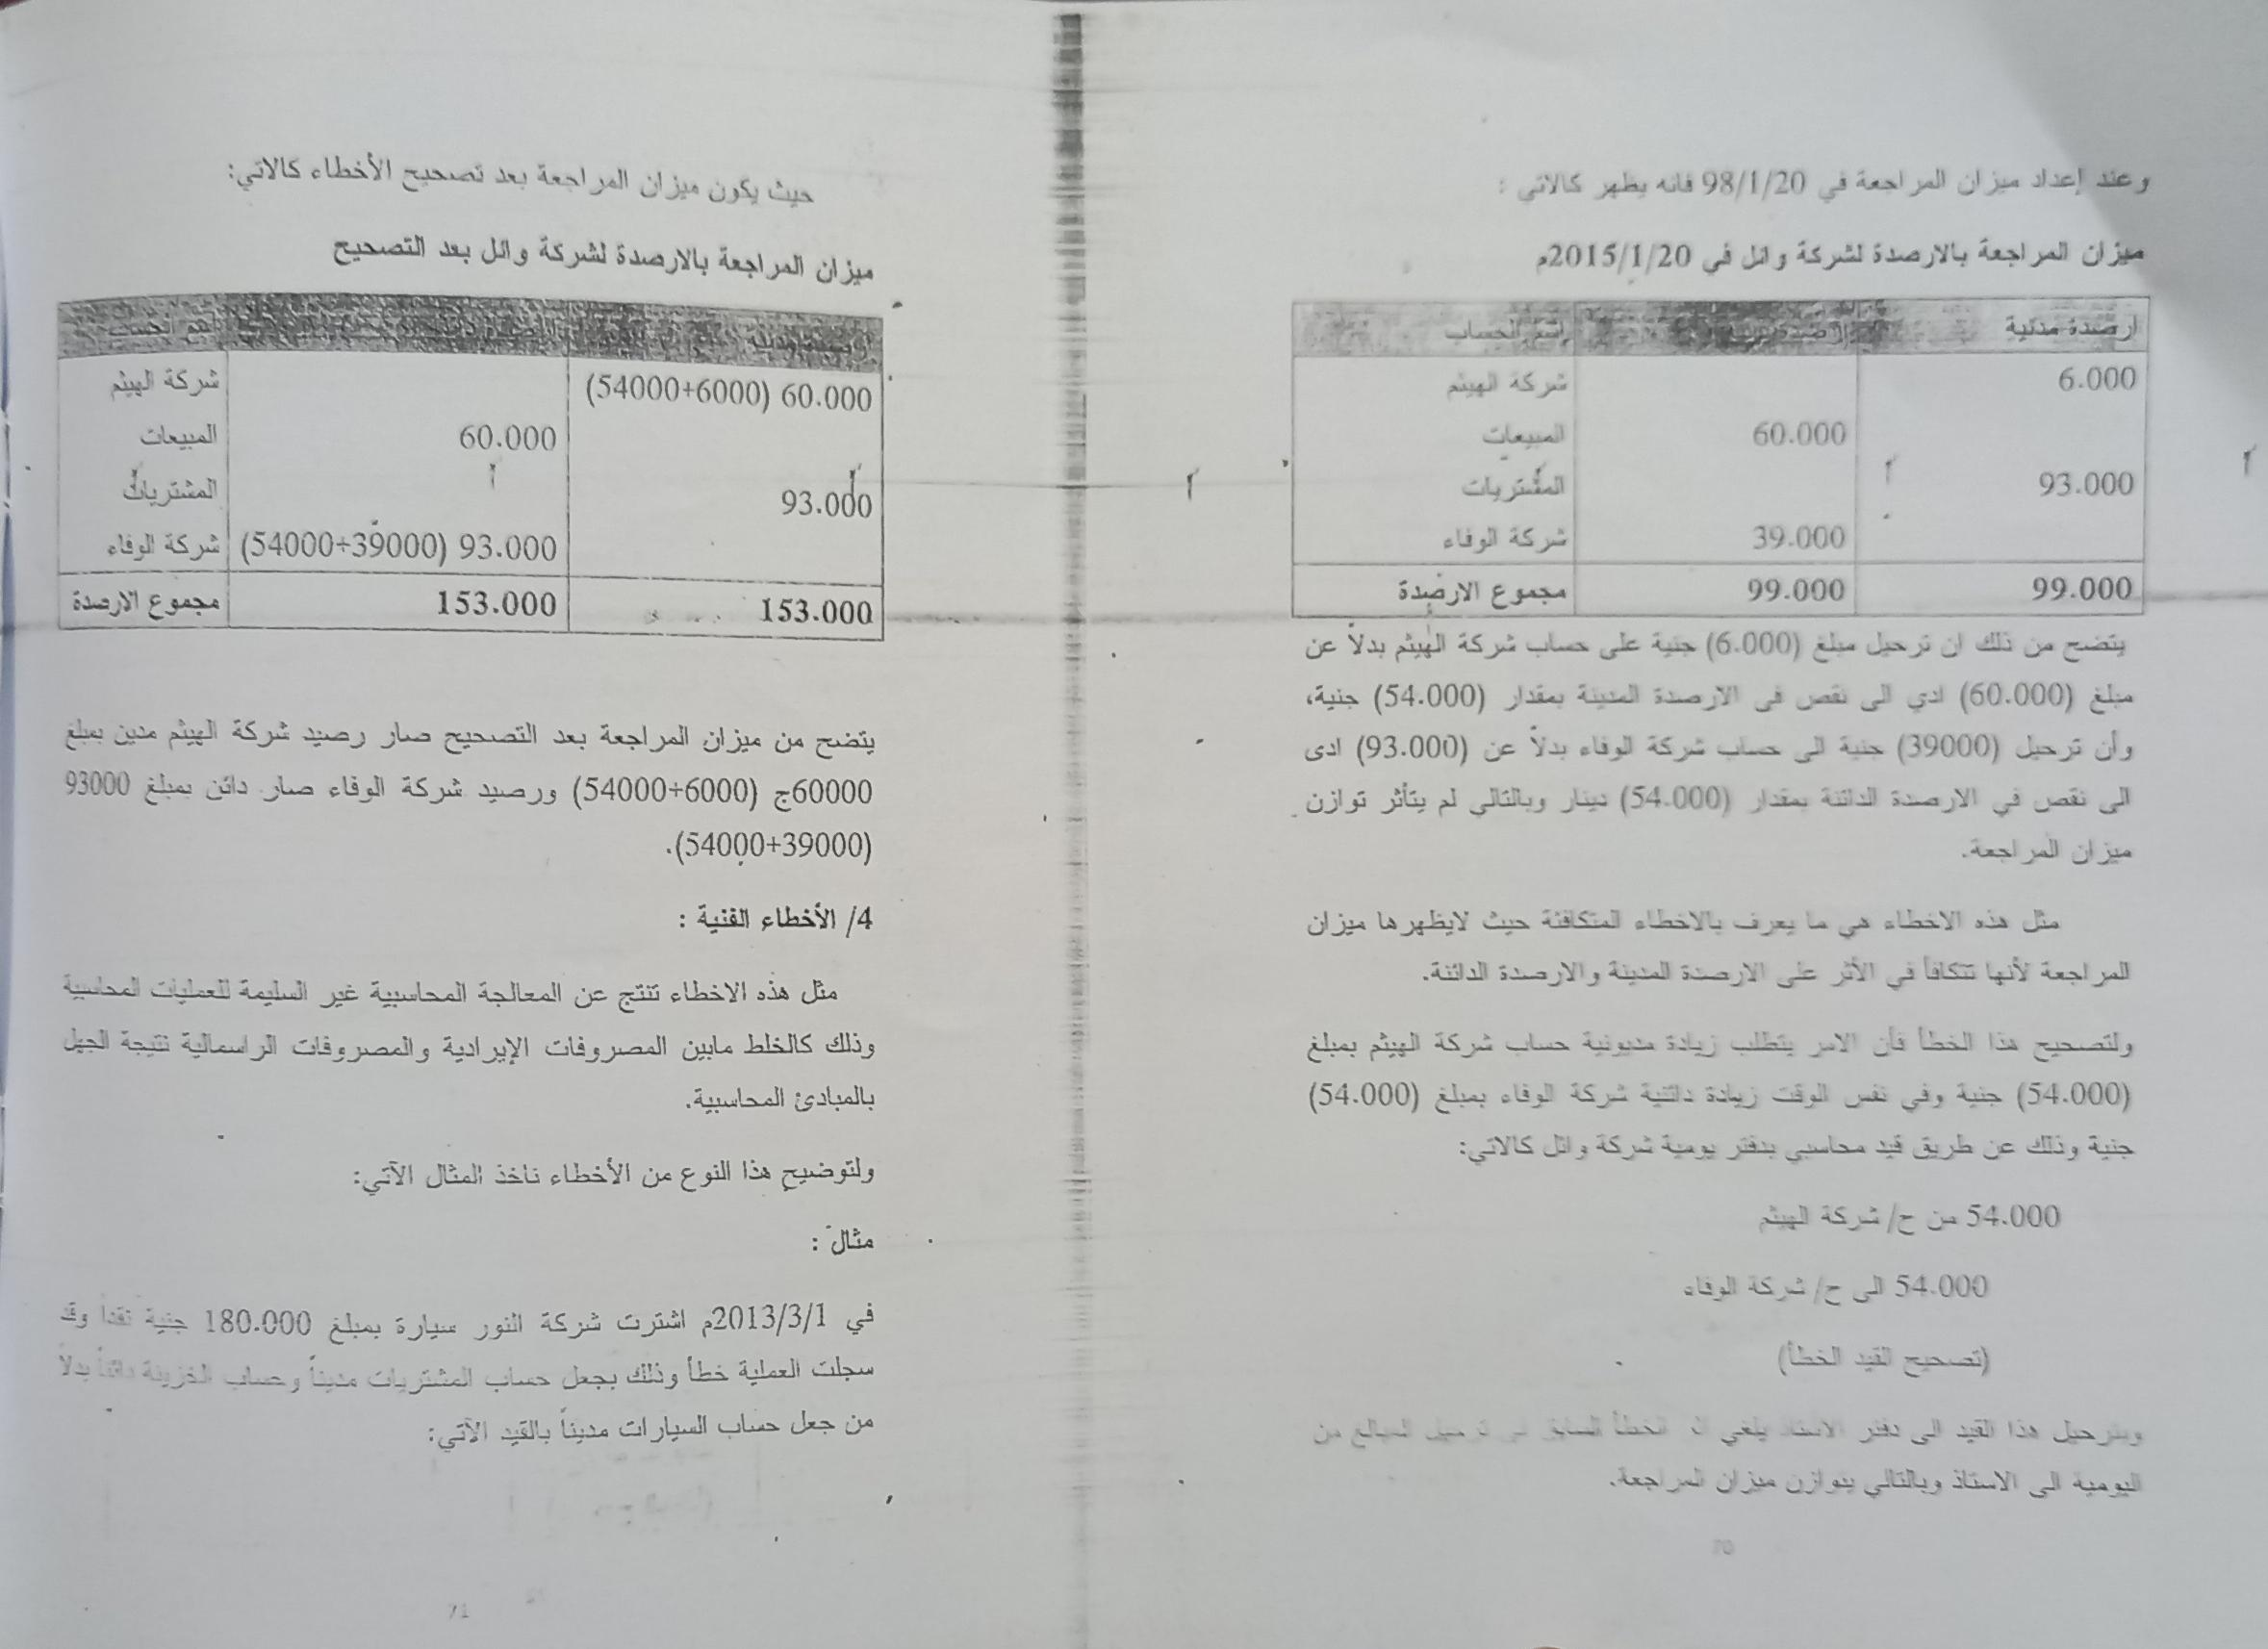 وعند إعداد ميزان المراجعة في 98/1/20 فانه يظهر كالاتي :
ميزان المراجعة بالارصدة لشركة وائل في 2015/1/20م
ارصدة مدنية اسم الحساب
6.000 شركة الهيثم
60.000 المبيعات
93.000 المشتريات
39.000 شركة الوفاء
99.000 99.000 مجموع الارصدة
يتضح من ذلك ان ترحيل مبلغ (6.000) جنية على حساب شركة الهيثم بدلاً عن
مبلغ (60.000) ادي الى نقص فى الارصدة المدينة بمقدار (54.000) جنية،
وأن ترحيل (39000) جنية الى حساب شركة الوفاء بدلاً عن (93.000) ادى
الى نقص في الارصدة الدائنة بمقدار (54.000) دينار وبالتالي لم يتأثر توازن
ميزان المراجعة.
مثل هذه الاخطاء هي ما يعرف بالاخطاء المتكافئة حيث لايظهرها ميزان
المراجعة لأنها تتكافأ في الأثر على الارصدة المدينة والارصدة الدائنة.
ولتصحيح هذا الخطأ فأن الامر يتطلب زيادة مديونية حساب شركة الهيثم بمبلغ
(54.000) جنية وفي نفس الوقت زيادة دائنية شركة الوفاء بمبلغ (54.000)
جنية وذلك عن طريق قيد محاسبي بدفتر يومية شركة وائل كالاتي:
54.000 من ح/ شركة الهيثم
54.000 الى ح/ شركة الوفاء
(تصحيح القيد الخطأ)
وبترحيل هذا القيد الى دفتر الاستاذ يلغي الخطأ السابق في ترحيل المبالغ من
اليومية الى الاستاذ وبالتالي يتوازن ميزان المراجعة.
70
حيث يكون ميزان المراجعة بعد تصحيح الأخطاء كالاتي:
ميزان المراجعة بالارصدة لشركة وائل بعد التصحيح
60.000 (54000+6000) شركة الهيثم
60.000 المبيعات
93.000 المشتريات
93.000 (54000+39000) شركة الوفاء
153.000 153.000 مجموع الارصدة
يتضح من ميزان المراجعة بعد التصحيح صار رصيد شركة الهيثم مدين بمبلغ
60000ج (54000+6000) ورصيد شركة الوفاء صار دائن بمبلغ 93000
(54000+39000).
4/ الأخطاء الفنية :
مثل هذه الاخطاء تنتج عن المعالجة المحاسبية غير السليمة للعمليات المحاسبية
وذلك كالخلط مابين المصروفات الإيرادية والمصروفات الراسمالية نتيجة الجهل
بالمبادئ المحاسبية.
ولتوضيح هذا النوع من الأخطاء ناخذ المثال الآتي:
مثال :
في 2013/3/1م اشترت شركة النور سيارة بمبلغ 180.000 جنية نقدا وقد
سجلت العملية خطأ وذلك بجعل حساب المشتريات مديناً وحساب الخزينة دائناً بدلاً
من جعل حساب السيارات مديناً بالقيد الآتي:
71